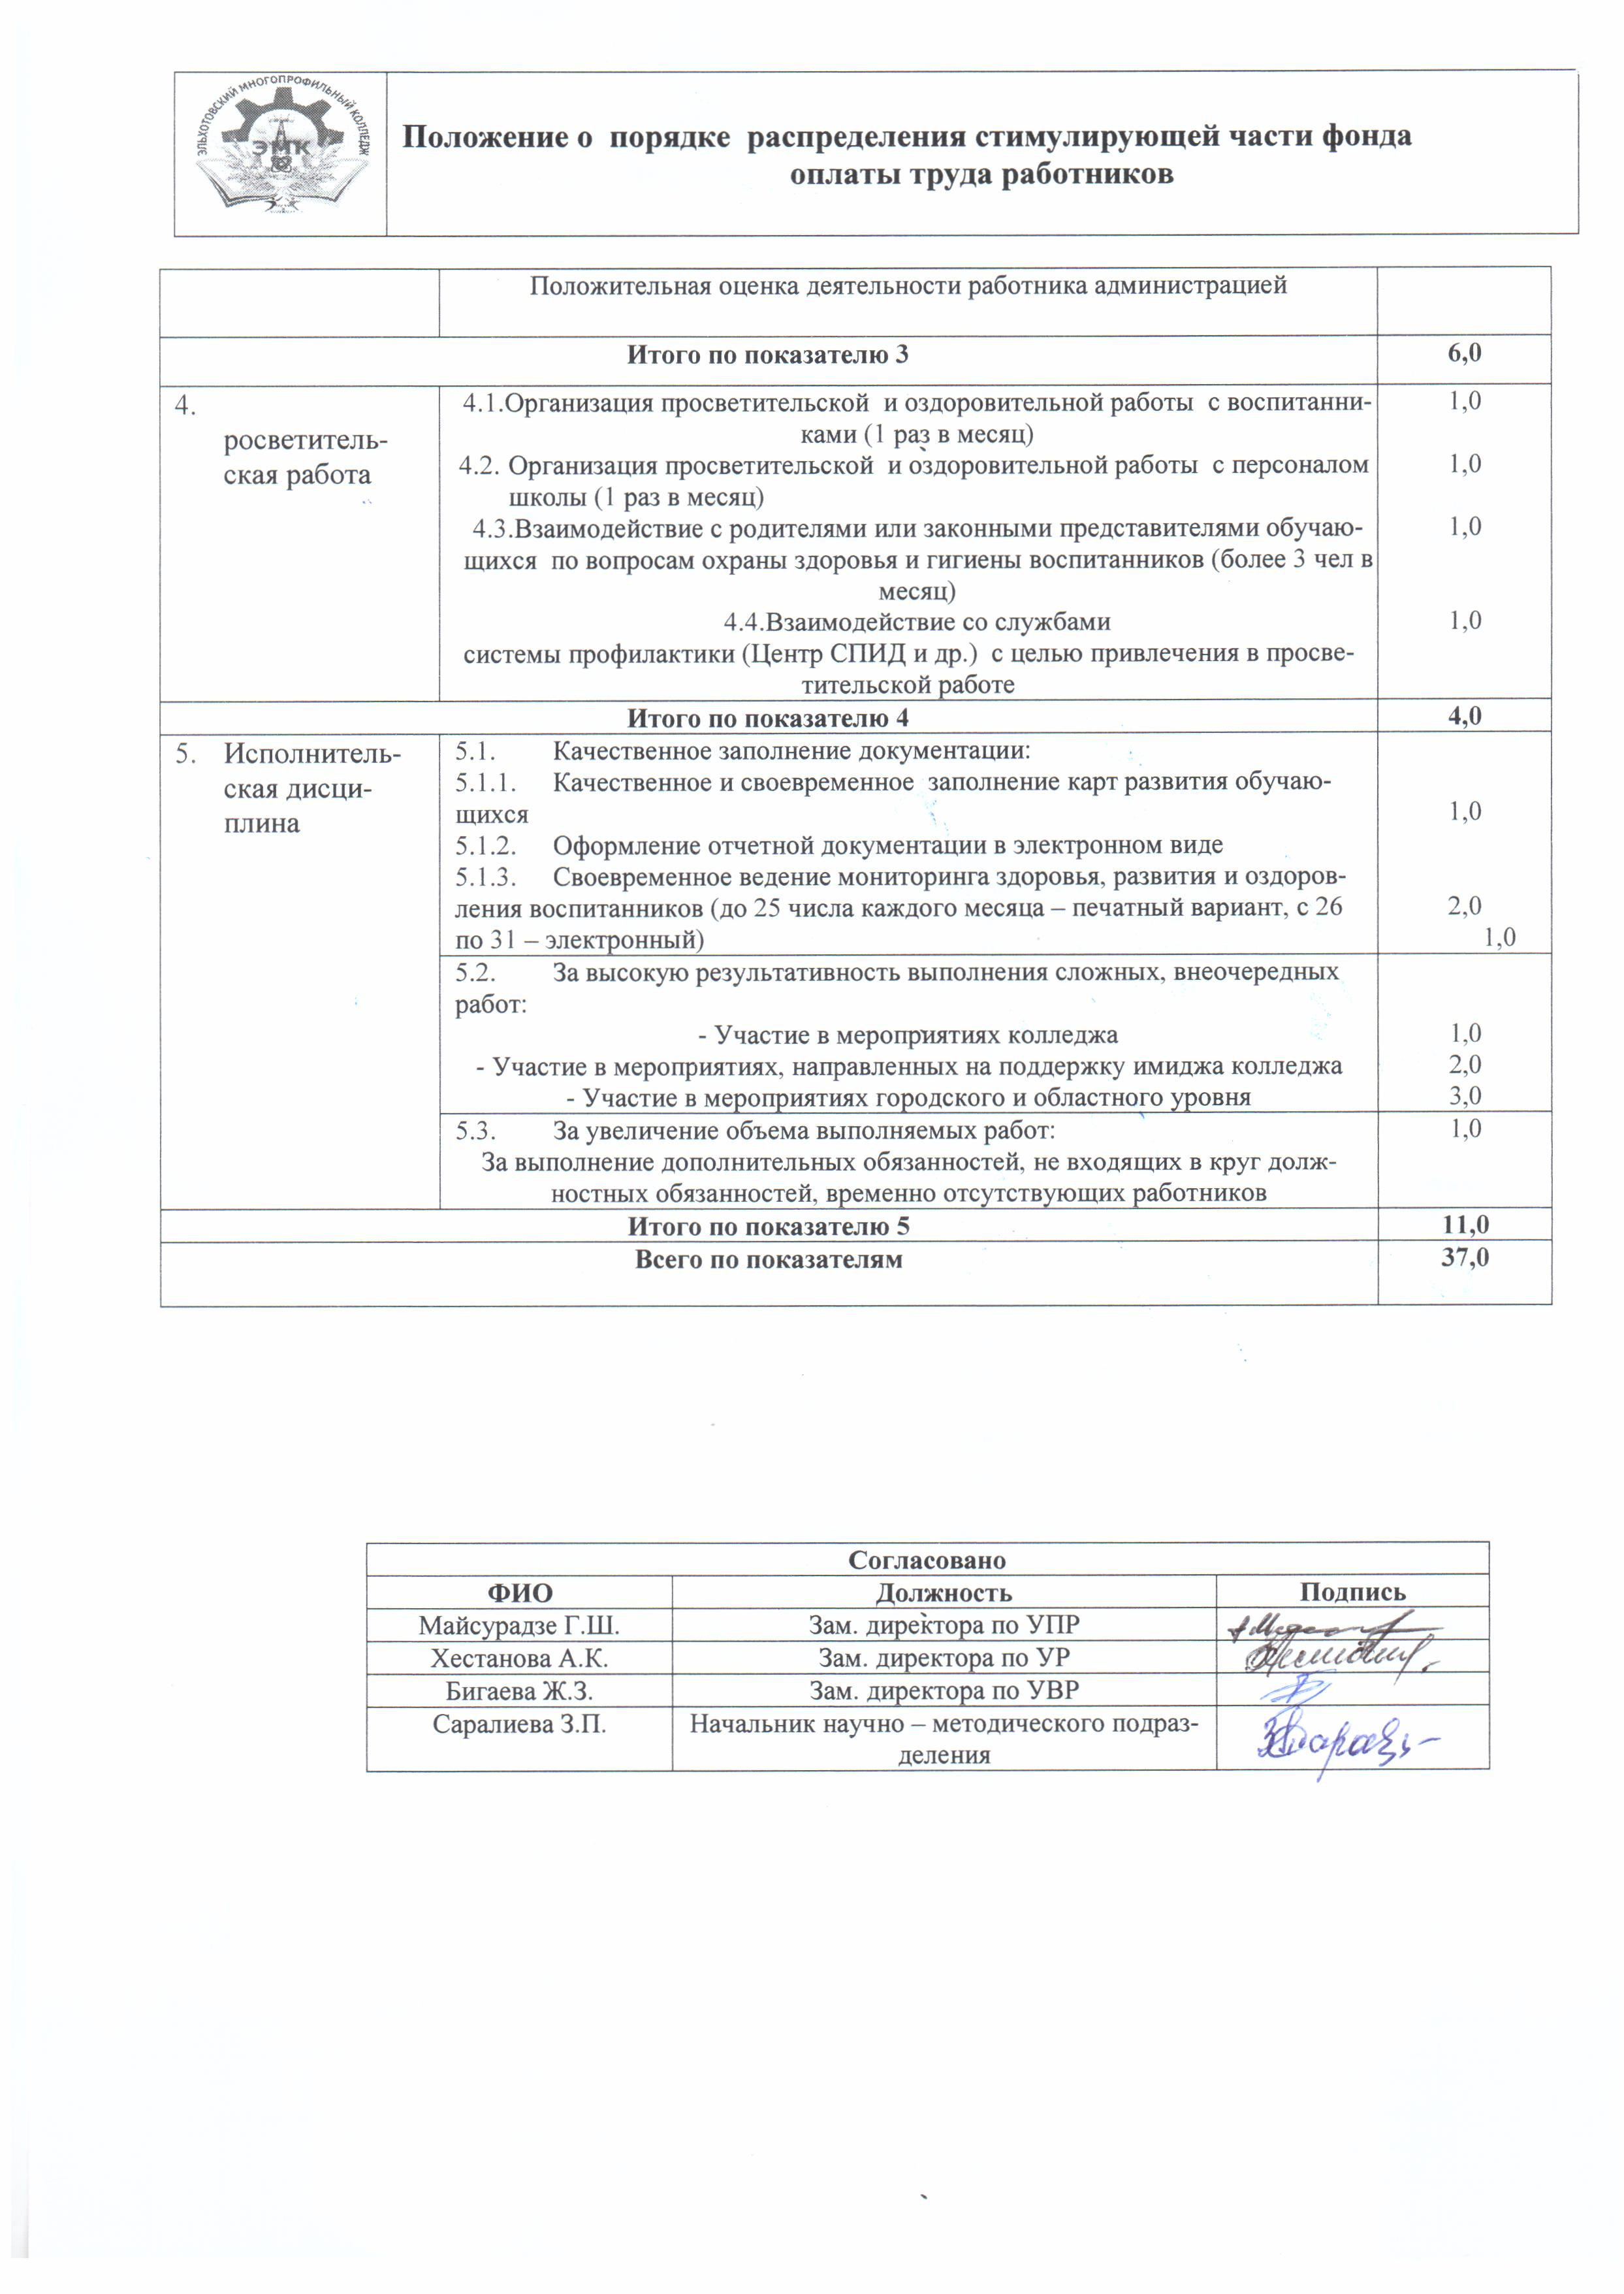 ЭЛЬХОТОВСКИЙ МНОГОПРОФИЛЬНЫЙ КОЛЛЕДЖ
ЭМК
Положение о порядке распределения стимулирующей части фонда
оплаты труда работников
Положительная оценка деятельности работника администрацией
Итого по показателю 3 6,0
4. 4.1.Организация просветительской и оздоровительной работы с воспитанни- 1,0
росветитель- ками (1 раз в месяц)
ская работа 4.2. Организация просветительской и оздоровительной работы с персоналом 1,0
школы (1 раз в месяц)
4.3.Взаимодействие с родителями или законными представителями обучаю- 1,0
щихся по вопросам охраны здоровья и гигиены воспитанников (более 3 чел в
месяц)
4.4.Взаимодействие со службами 1,0
системы профилактики (Центр СПИД и др.) с целью привлечения в просве-
тительской работе
Итого по показателю 4 4,0
5. Исполнитель- 5.1. Качественное заполнение документации:
ская дисци- 5.1.1. Качественное и своевременное заполнение карт развития обучаю-
плина щихся 1,0
5.1.2. Оформление отчетной документации в электронном виде
5.1.3. Своевременное ведение мониторинга здоровья, развития и оздоров-
ления воспитанников (до 25 числа каждого месяца – печатный вариант, с 26 2,0
по 31 – электронный) 1,0
5.2. За высокую результативность выполнения сложных, внеочередных
работ:
- Участие в мероприятиях колледжа 1,0
- Участие в мероприятиях, направленных на поддержку имиджа колледжа 2,0
- Участие в мероприятиях городского и областного уровня 3,0
5.3. За увеличение объема выполняемых работ: 1,0
За выполнение дополнительных обязанностей, не входящих в круг долж-
ностных обязанностей, временно отсутствующих работников
Итого по показателю 5 11,0
Всего по показателям 37,0
Согласовано
ФИО Должность Подпись
Майсурадзе Г.Ш. Зам. директора по УПР
Хестанова А.К. Зам. директора по УР
Бигаева Ж.З. Зам. директора по УВР
Саралиева З.П. Начальник научно – методического подраз-
деления